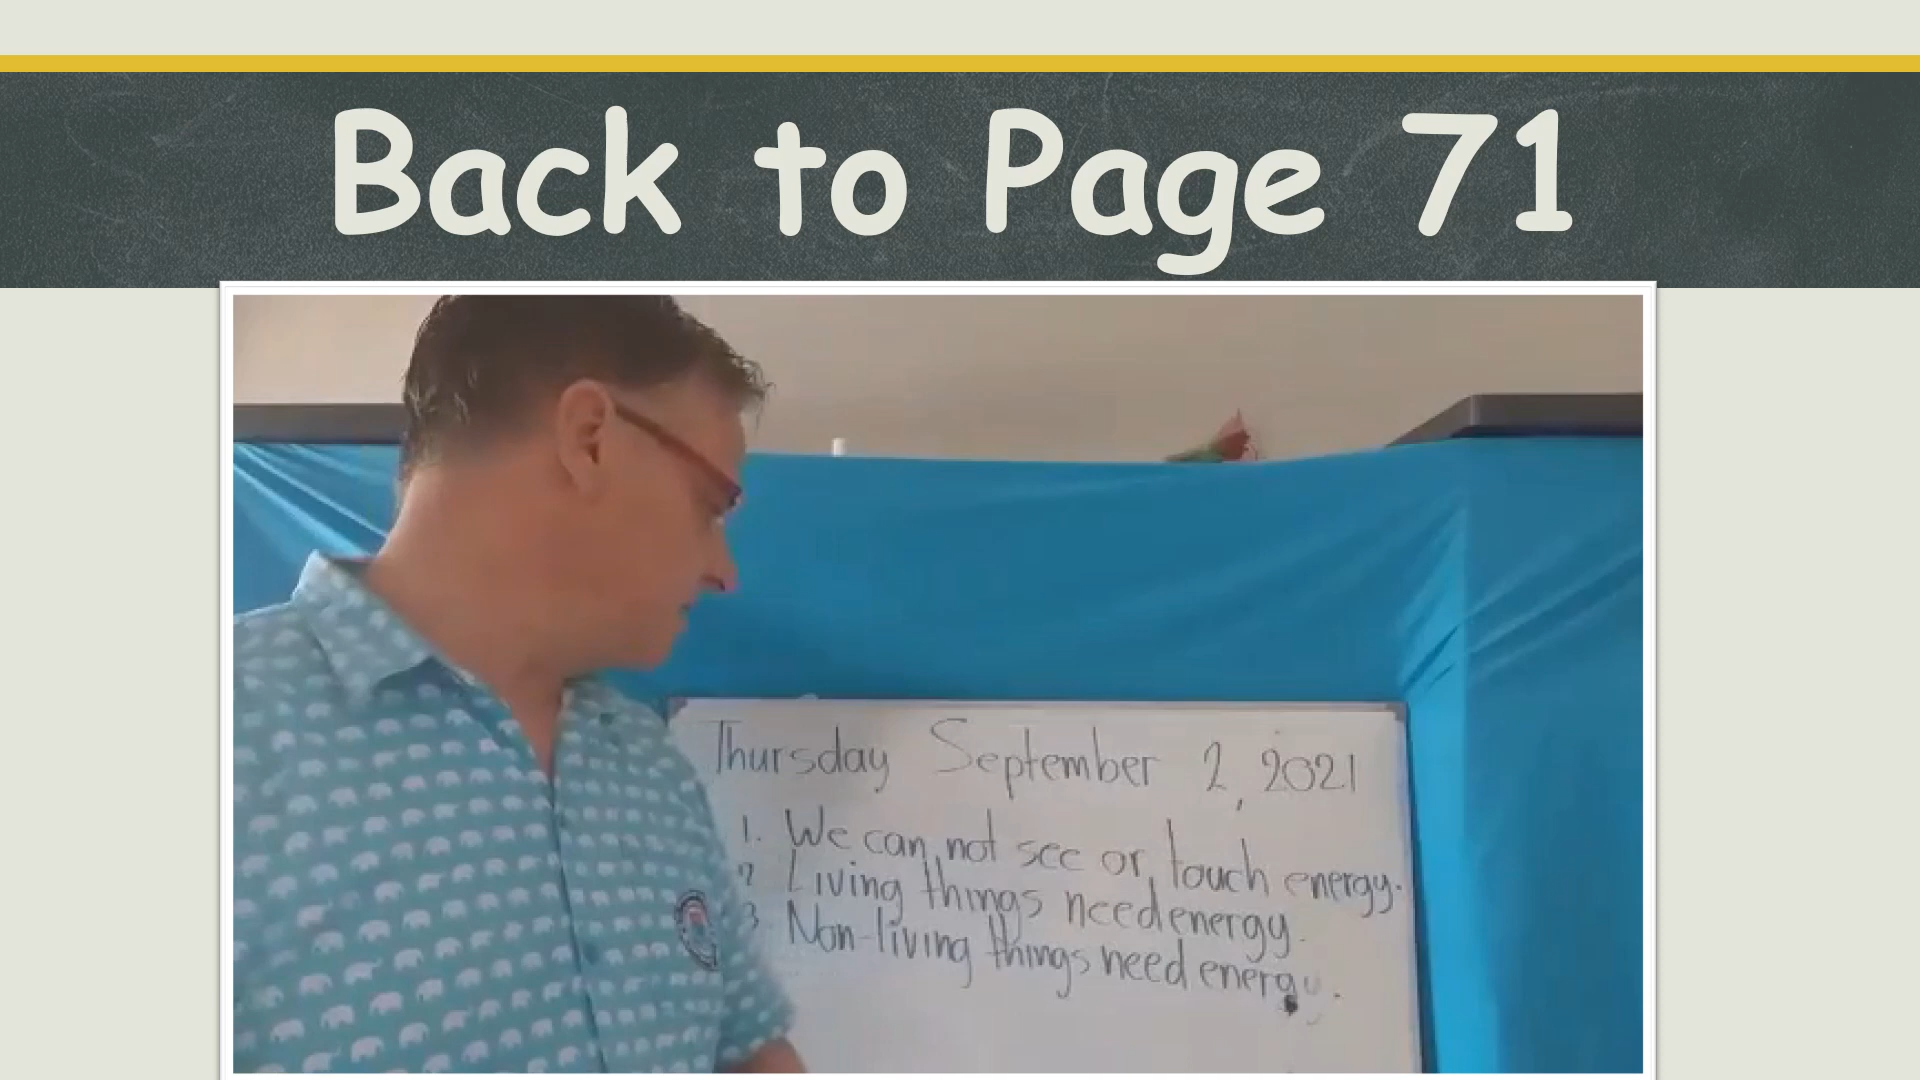 Back to Page 71
Thursday September 2, 2021
1. We can not see or touch energy.
2 Living things need energy.
3 Non-living things need energy.